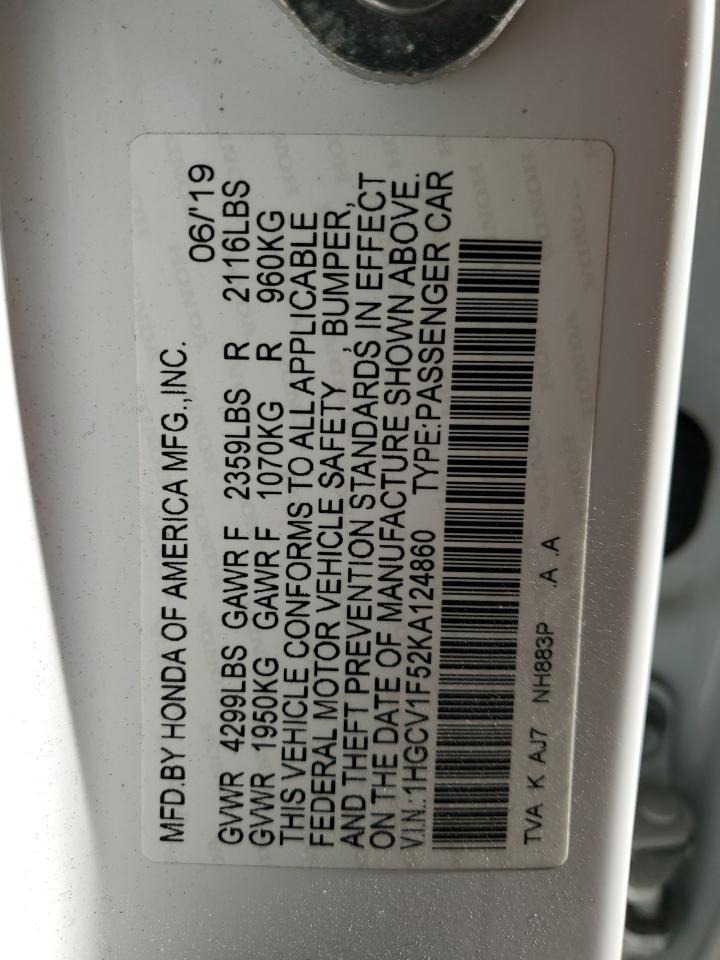 MFD.BY HONDA OF AMERICA MFG.,INC. 06/'19
GVWR 4299LBS GAWR F 2359LBS R 2116LBS
GVWR 1950KG GAWR F 1070KG R 960KG
THIS VEHICLE CONFORMS TO ALL APPLICABLE
FEDERAL MOTOR VEHICLE SAFETY , BUMPER,
AND THEFT PREVENTION STANDARDS IN EFFECT
ON THE DATE OF MANUFACTURE SHOWN ABOVE.
V.I.N.:1HGCV1F52KA124860 TYPE:PASSENGER CAR
TVA K AJ7 NH883P .A .A